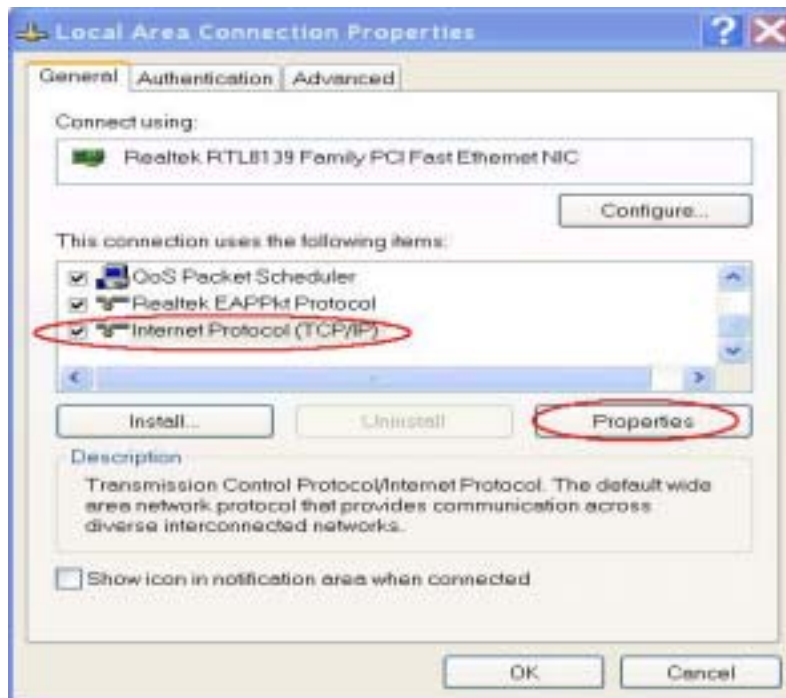 Local Area Connection Properties
General Authentication Advanced
Connect using:
Realtek RTL8139 Family PCI Fast Ethernet NIC
Configure...
This connection uses the following items:
QoS Packet Scheduler
Realtek EAPPkt Protocol
Internet Protocol (TCP/IP)
Install... Uninstall Properties
Description
Transmission Control Protocol/Internet Protocol. The default wide
area network protocol that provides communication across
diverse interconnected networks.
Show icon in notification area when connected
OK Cancel